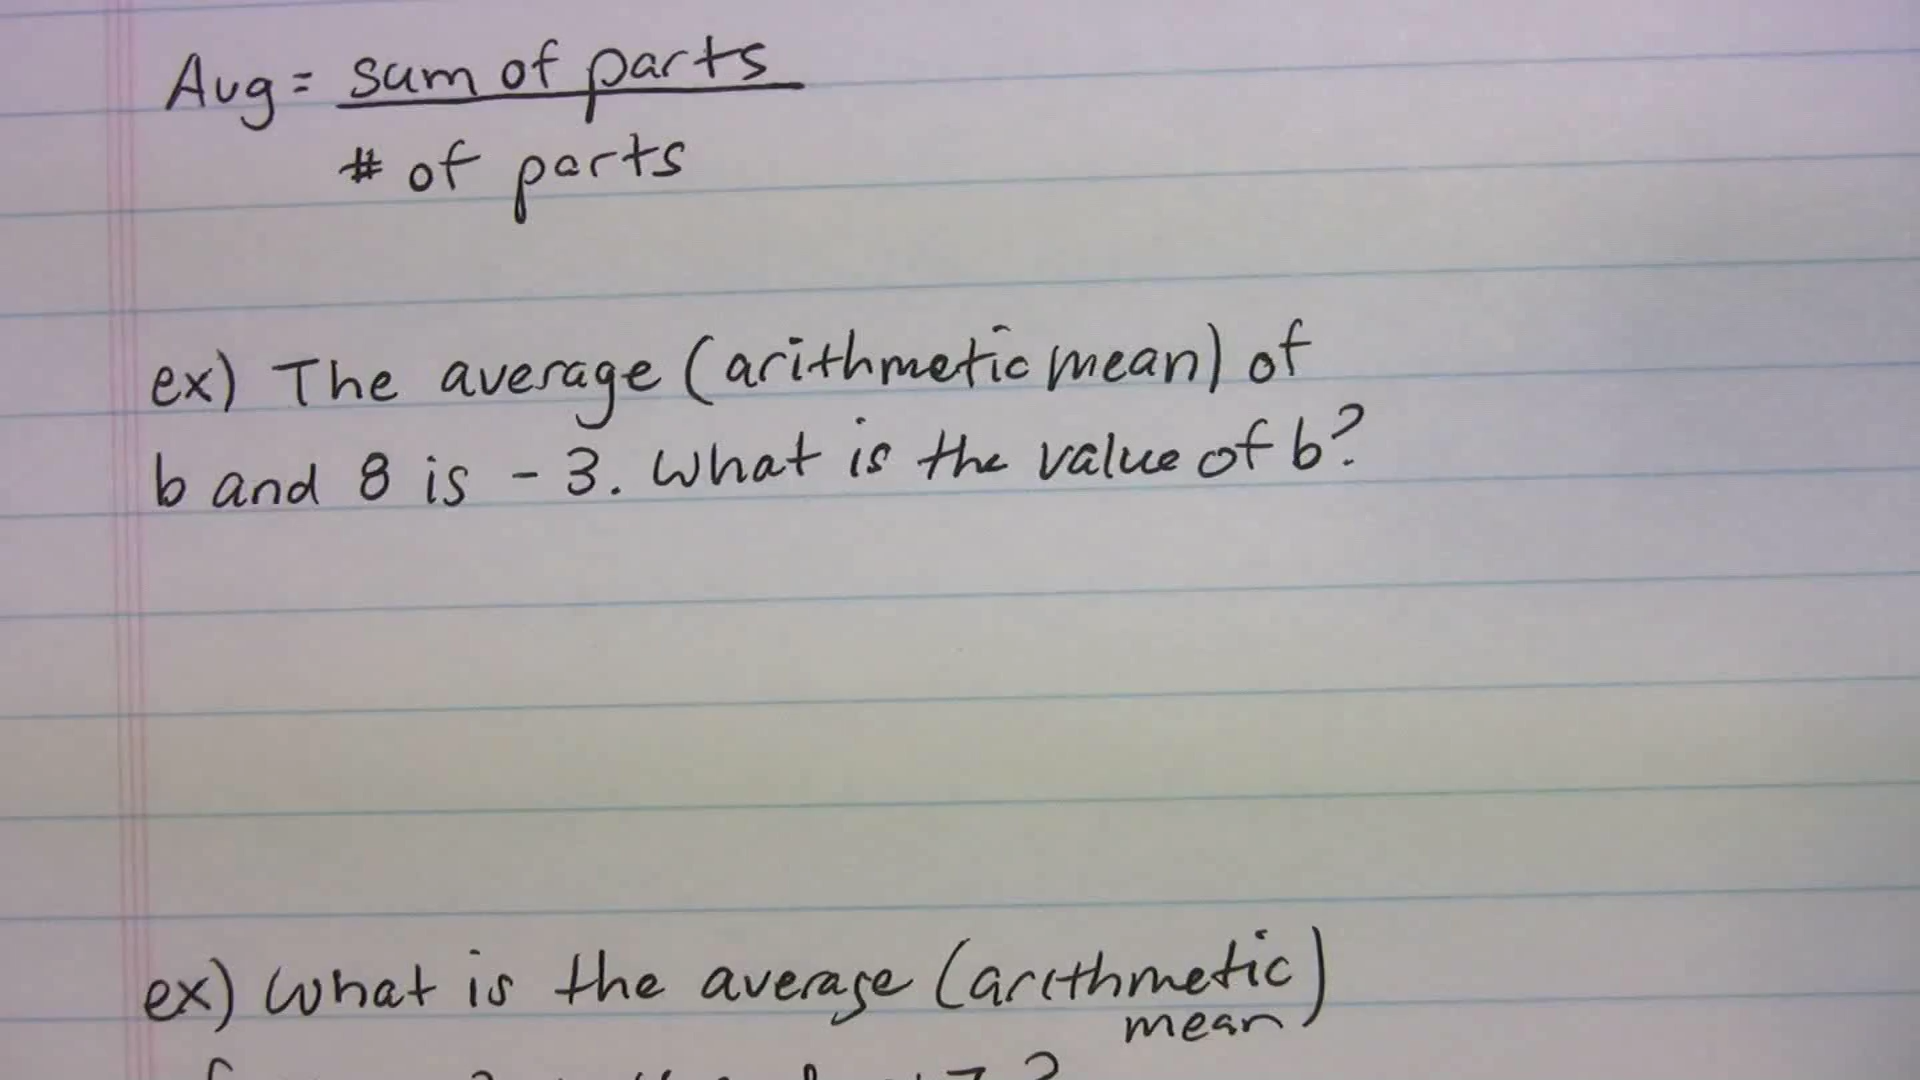 Avg = sum of parts
# of parts
ex) The average (arithmetic mean) of
b and 8 is -3. What is the value of b?
ex) What is the average (arithmetic)
mean